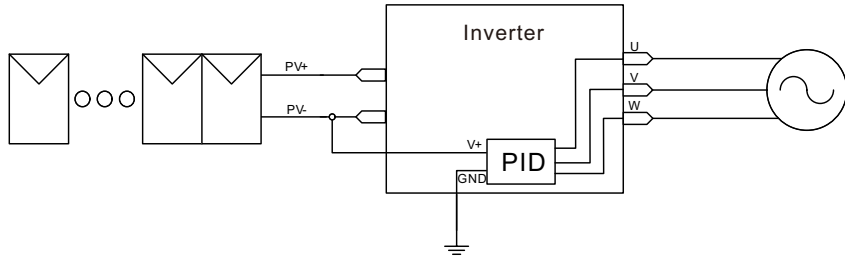 Inverter
U
PV+
V
PV-
W
V+
PID
GND